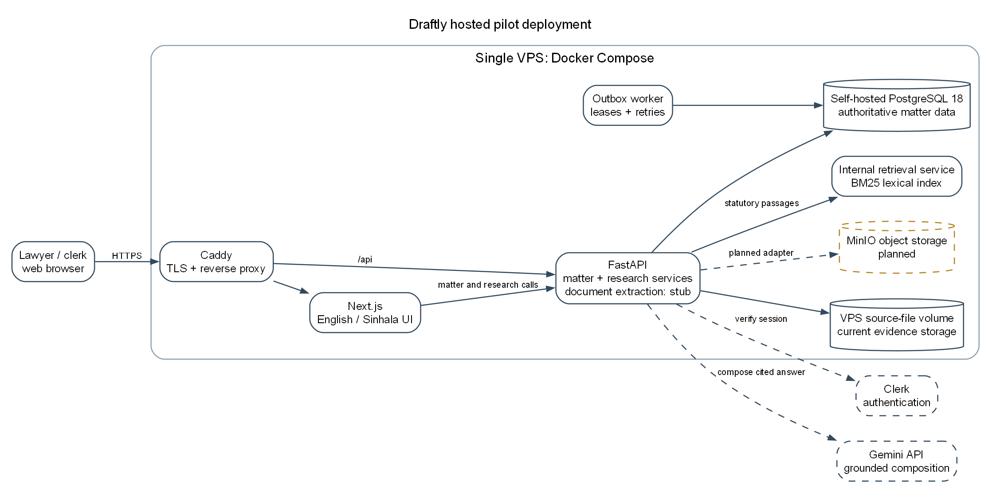 Draftly hosted pilot deployment
Single VPS: Docker Compose
Outbox worker
leases + retries
Self-hosted PostgreSQL 18
authoritative matter data
Internal retrieval service
BM25 lexical index
statutory passages
MinIO object storage
planned
planned adapter
Lawyer / clerk
web browser
HTTPS
Caddy
TLS + reverse proxy
/api
matter and research calls
FastAPI
matter + research services
document extraction: stub
Next.js
English / Sinhala UI
verify session
VPS source-file volume
current evidence storage
compose cited answer
Clerk
authentication
Gemini API
grounded composition